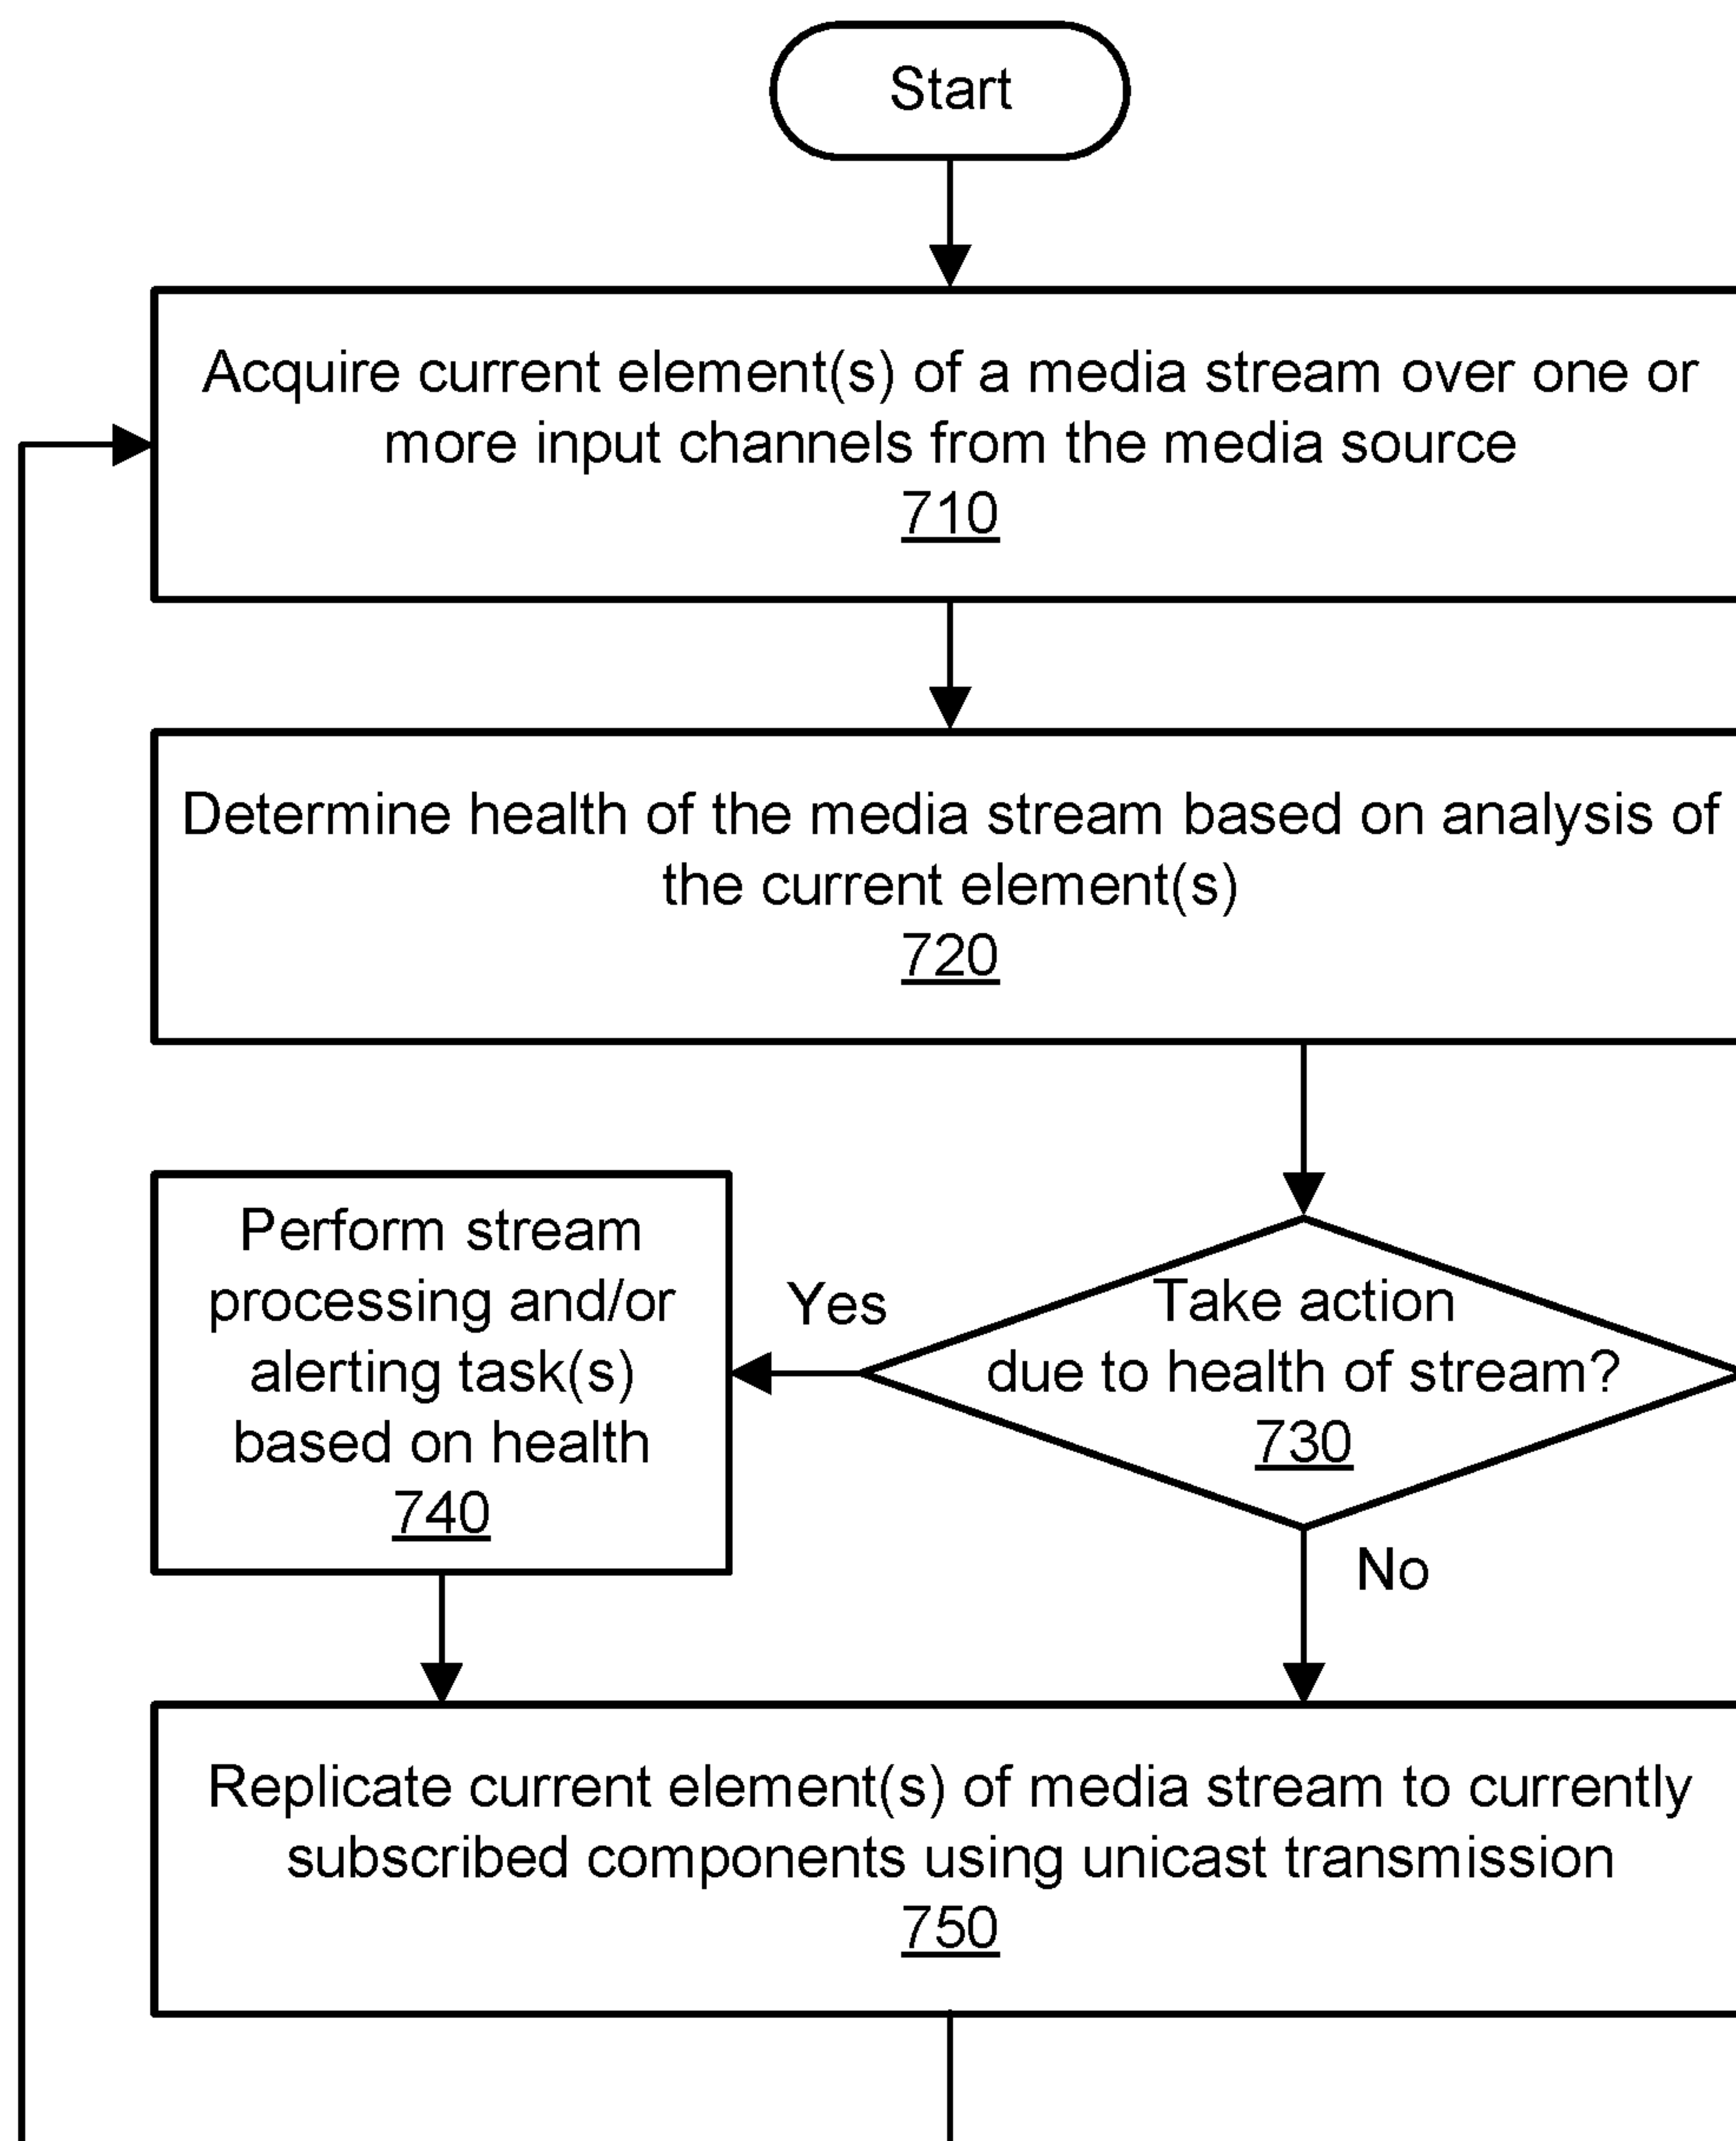 Start
Acquire current element(s) of a media stream over one or
more input channels from the media source
710
Determine health of the media stream based on analysis of
the current element(s)
720
Perform stream
processing and/or
alerting task(s)
based on health
740
Yes
Take action
due to health of stream?
730
No
Replicate current element(s) of media stream to currently
subscribed components using unicast transmission
750